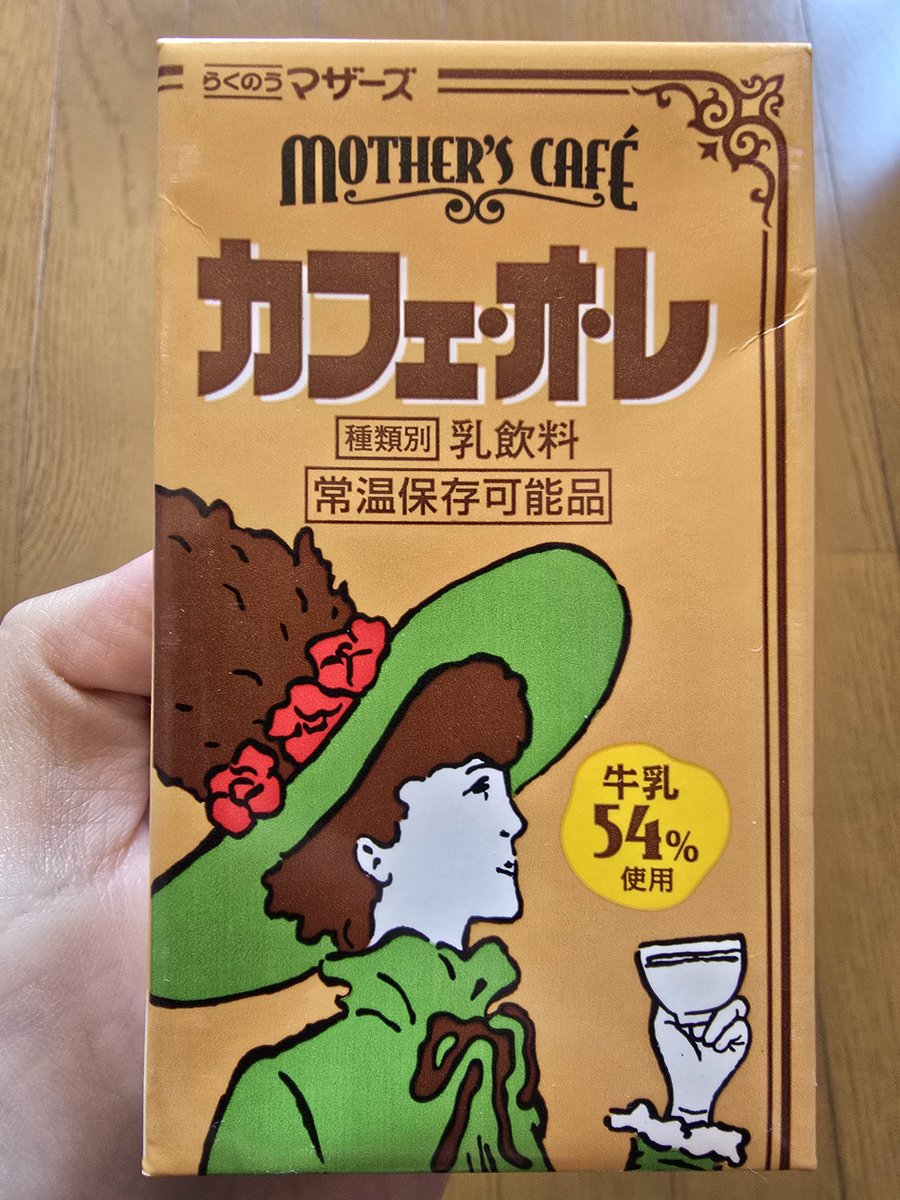 らくのうマザーズ
MOTHER'S CAFÉ
カフェ・オ・レ
種類別 乳飲料
常温保存可能品
牛乳
54%
使用